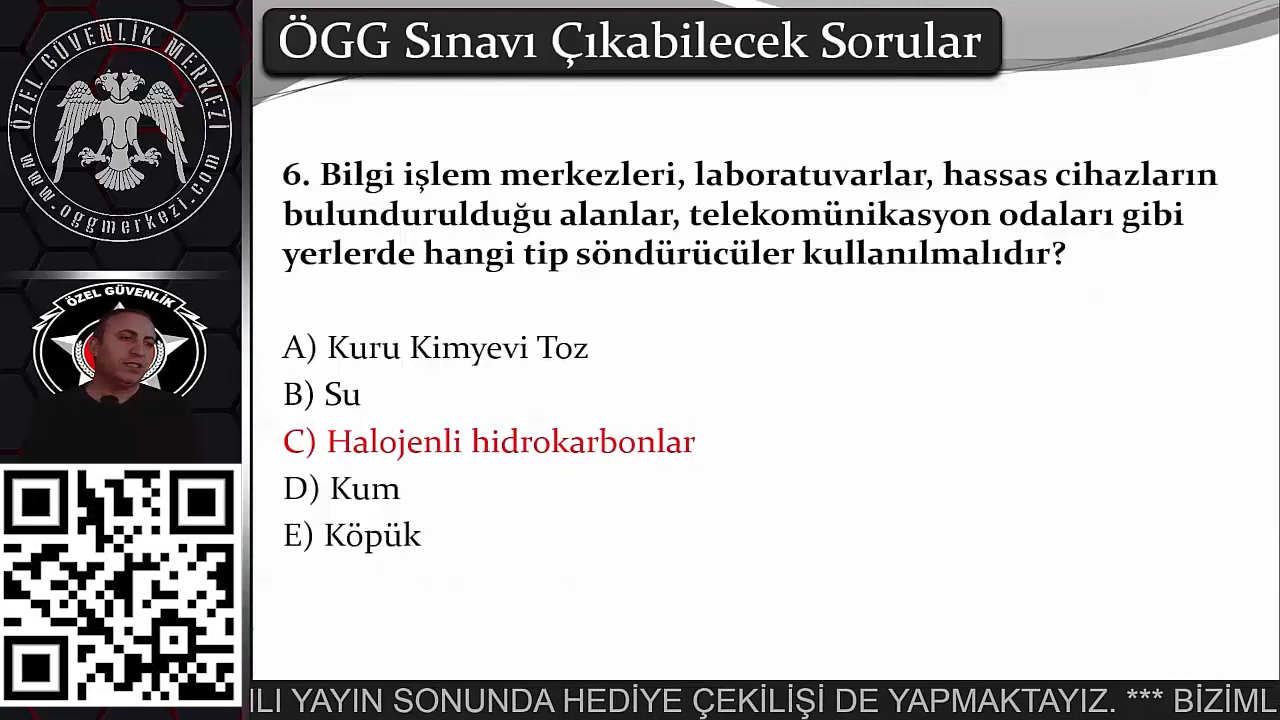 ÖGG Sınavı Çıkabilecek Sorular
ÖZEL GÜVENLİK MERKEZİ
www.oggmerkezi.com
6. Bilgi işlem merkezleri, laboratuvarlar, hassas cihazların
bulundurulduğu alanlar, telekomünikasyon odaları gibi
yerlerde hangi tip söndürücüler kullanılmalıdır?
ÖZEL GÜVENLİK
A) Kuru Kimyevi Toz
B) Su
C) Halojenli hidrokarbonlar
D) Kum
E) Köpük
ILI YAYIN SONUNDA HEDİYE ÇEKİLİŞİ DE YAPMAKTAYIZ. *** BİZİML